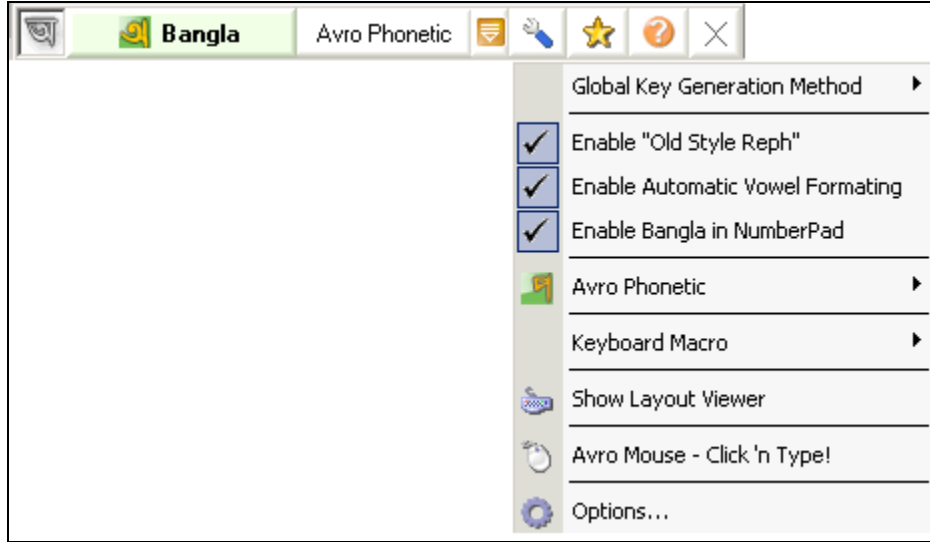 অ Bangla Avro Phonetic
Global Key Generation Method
Enable "Old Style Reph"
Enable Automatic Vowel Formating
Enable Bangla in NumberPad
Avro Phonetic
Keyboard Macro
Show Layout Viewer
Avro Mouse - Click 'n Type!
Options...